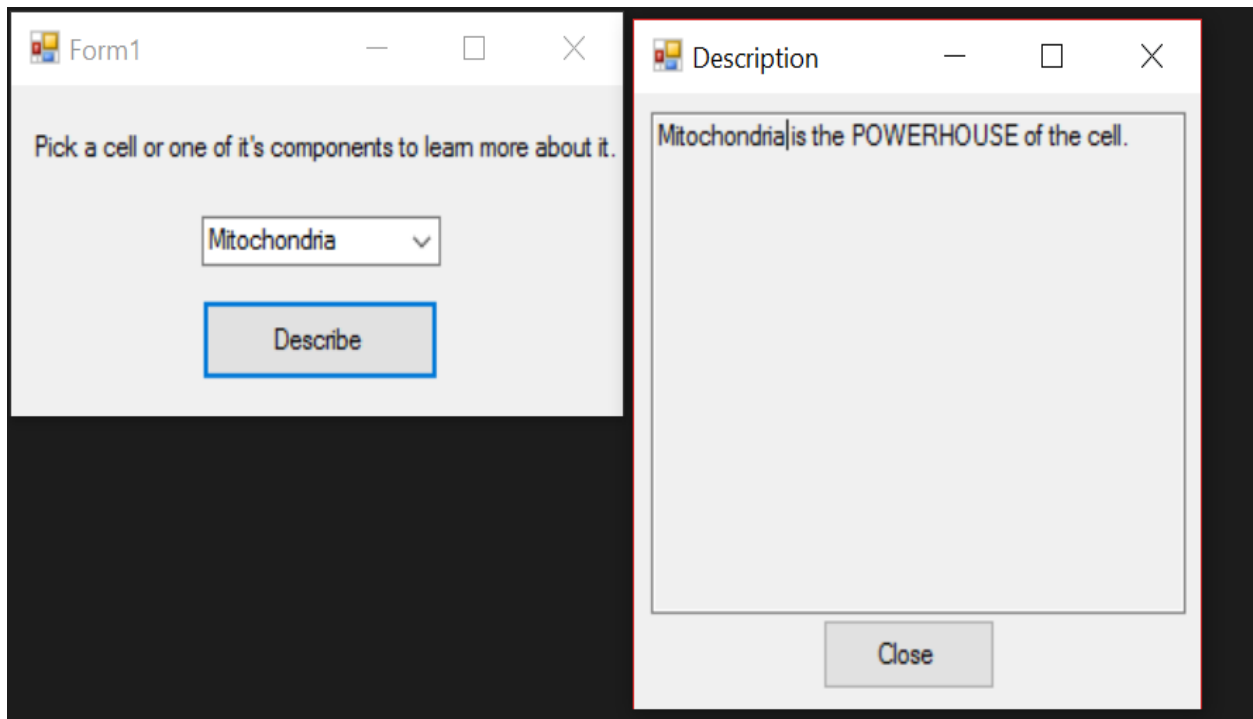 Form1
Pick a cell or one of it's components to learn more about it.
Mitochondria
Describe
Description
Mitochondria is the POWERHOUSE of the cell.
Close